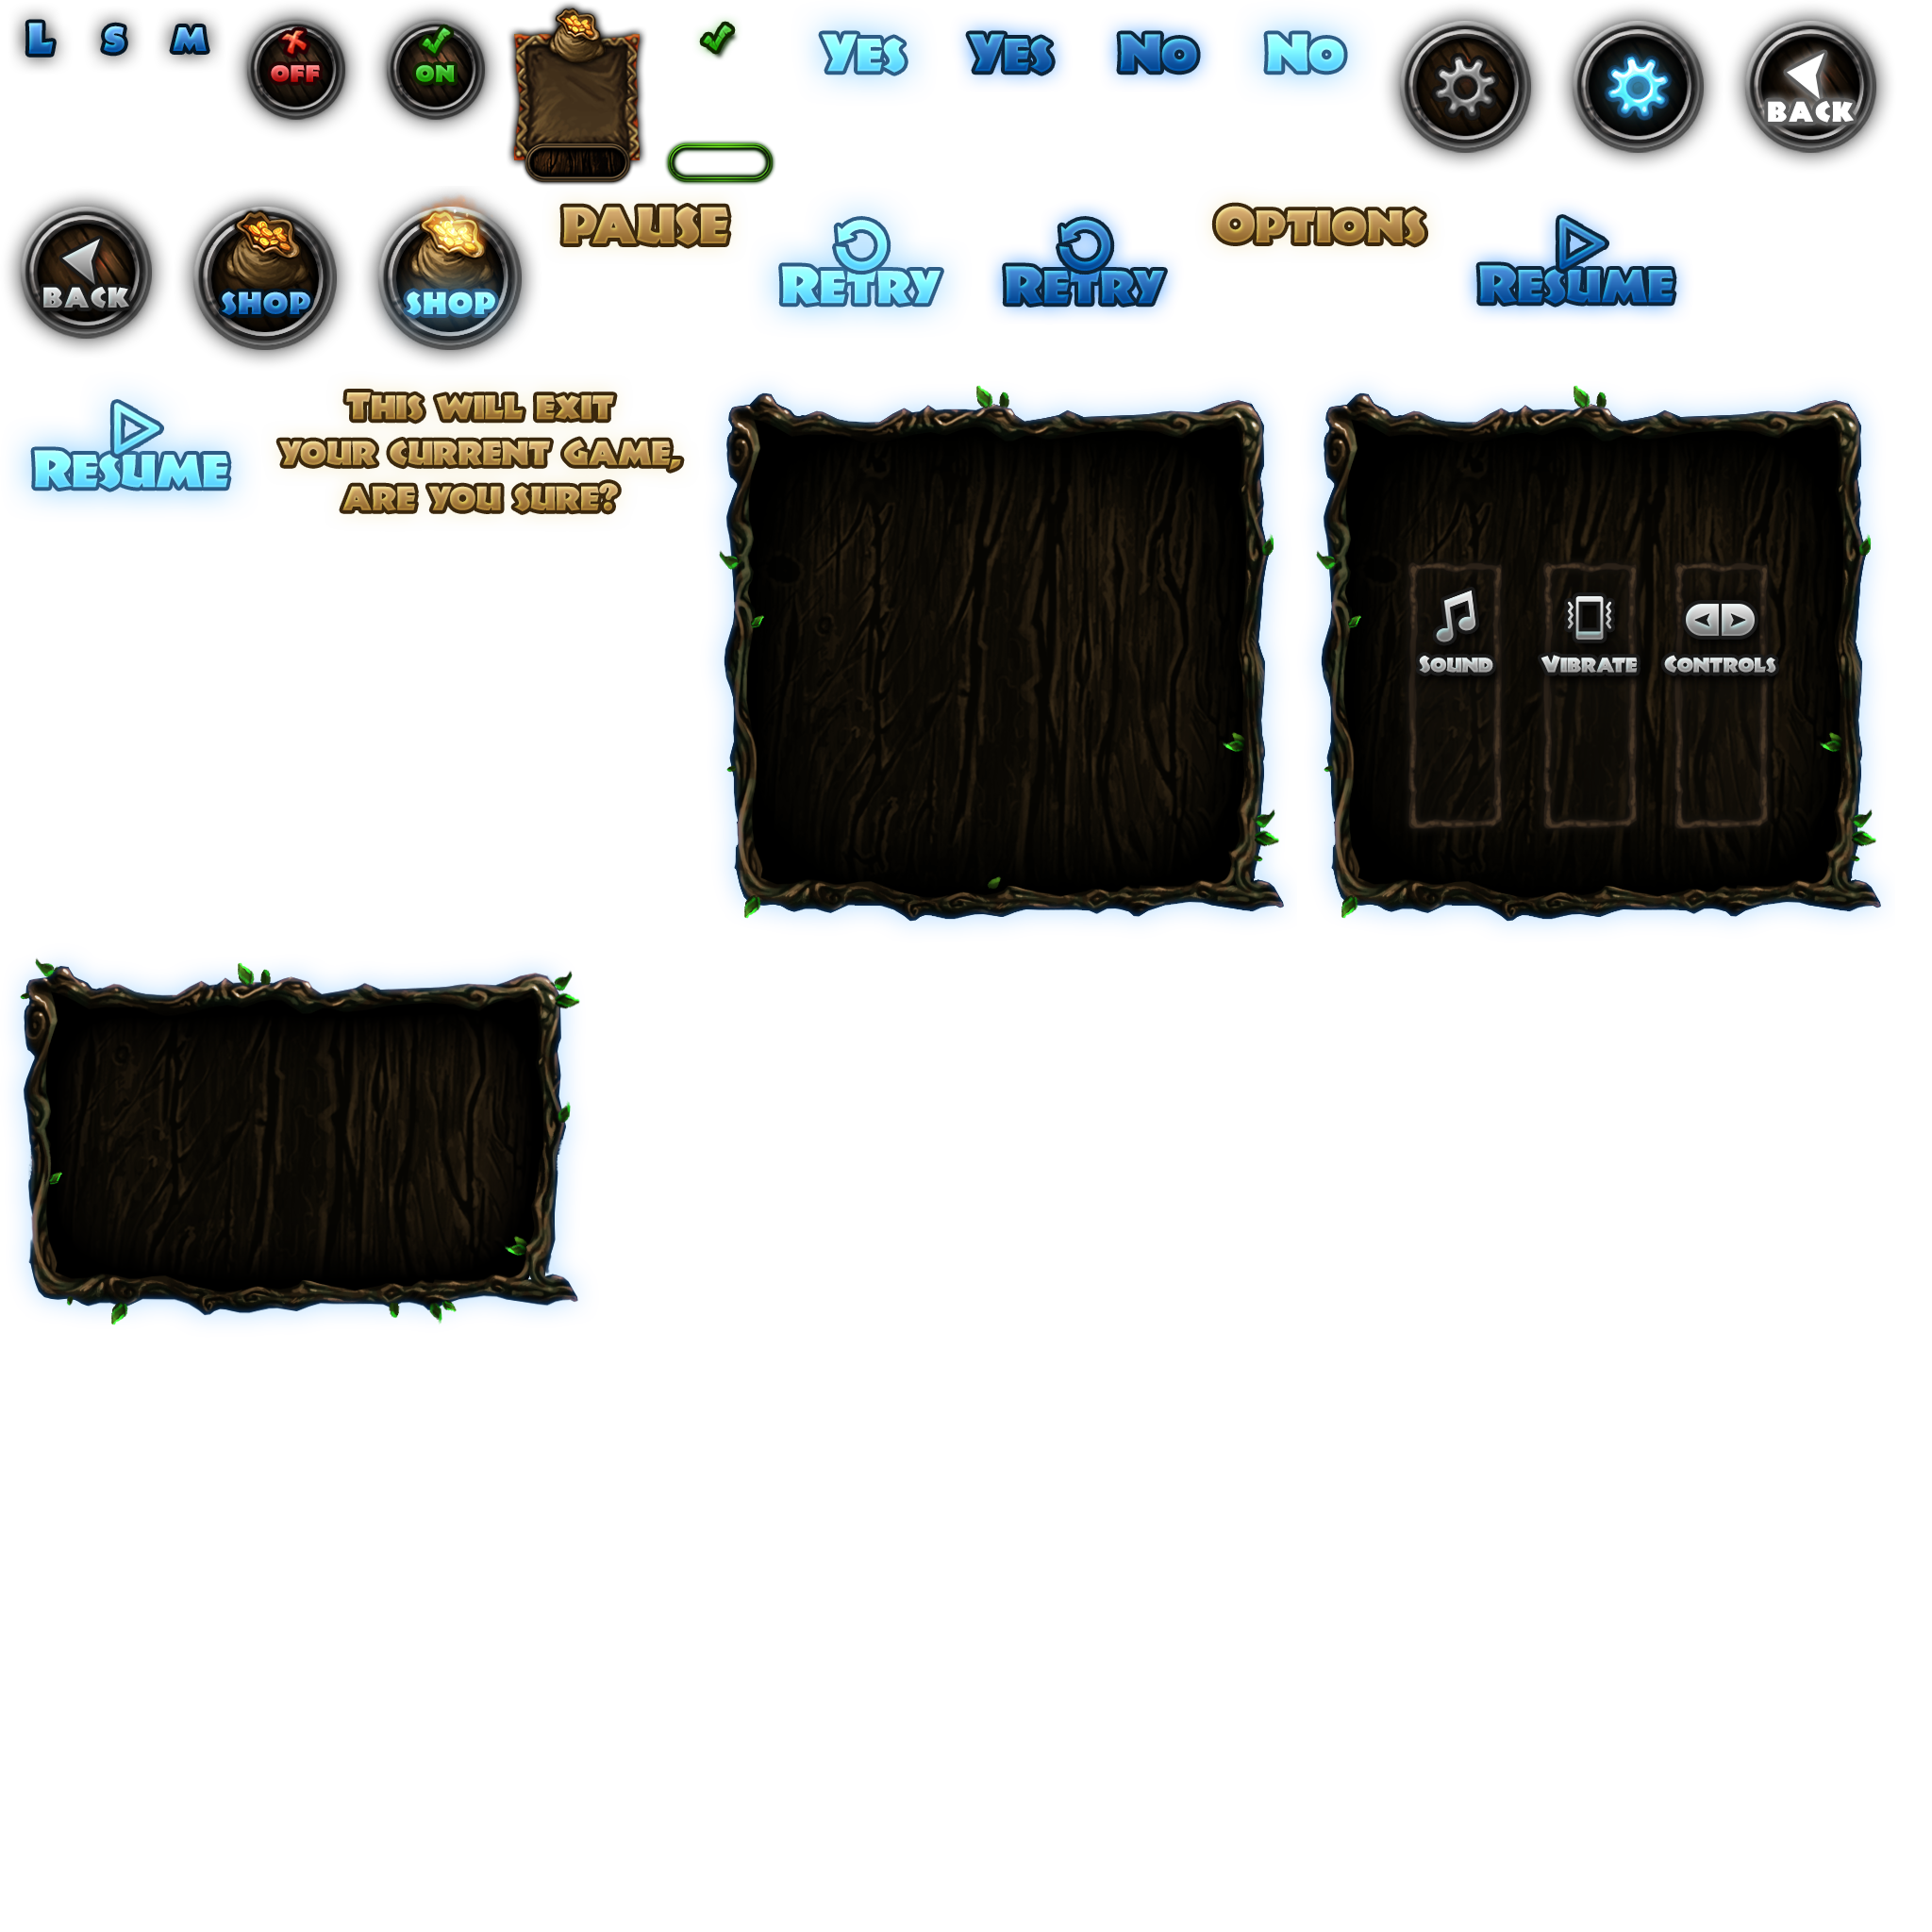 L
S
M
OFF
ON
YES
YES
NO
NO
BACK
BACK
SHOP
SHOP
PAUSE
RETRY
RETRY
OPTIONS
RESUME
RESUME
THIS WILL EXIT
YOUR CURRENT GAME,
ARE YOU SURE?
SOUND
VIBRATE
CONTROLS